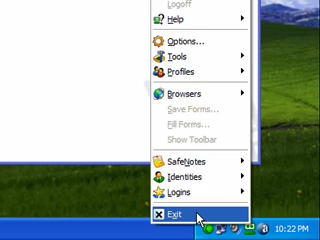 Logoff
Help
Options...
Tools
Profiles
Browsers
Save Forms...
Fill Forms...
Show Toolbar
SafeNotes
Identities
Logins
Exit
10:22 PM